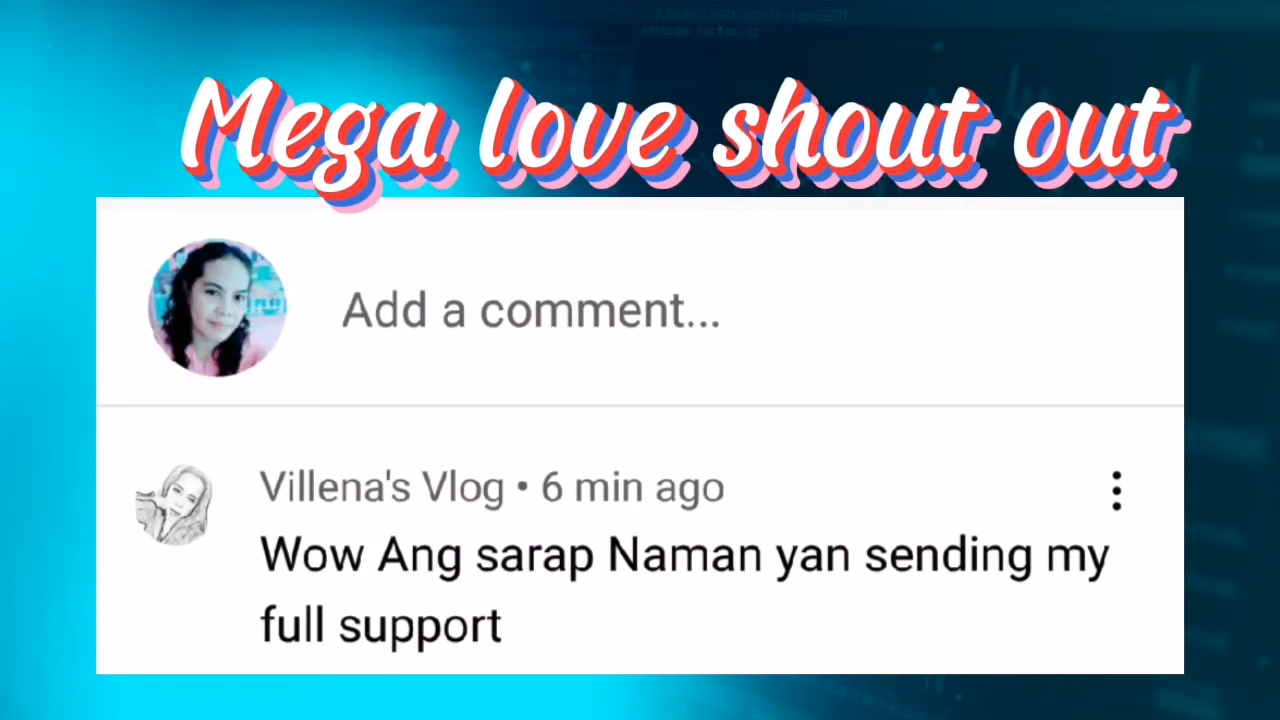 Mega love shout out
Add a comment...
Villena's Vlog • 6 min ago
Wow Ang sarap Naman yan sending my
full support